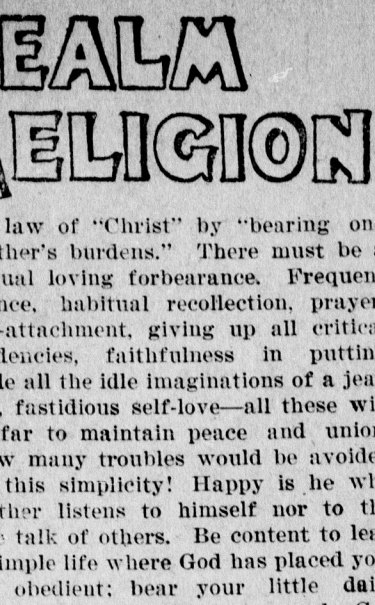 EALM
ELIGION
law of "Christ" by "bearing on
ther's burdens." There must be a
ual loving forbearance. Frequen
nce, habitual recollection, prayer
-attachment, giving up all critica
dencies, faithfulness in puttin
le all the idle imaginations of a jea
, fastidious self-love—all these wi
far to maintain peace and union
w many troubles would be avoide
this simplicity! Happy is he wh
ther listens to himself nor to th
talk of others. Be content to lea
imple life where God has placed yo
obedient; bear your little dai